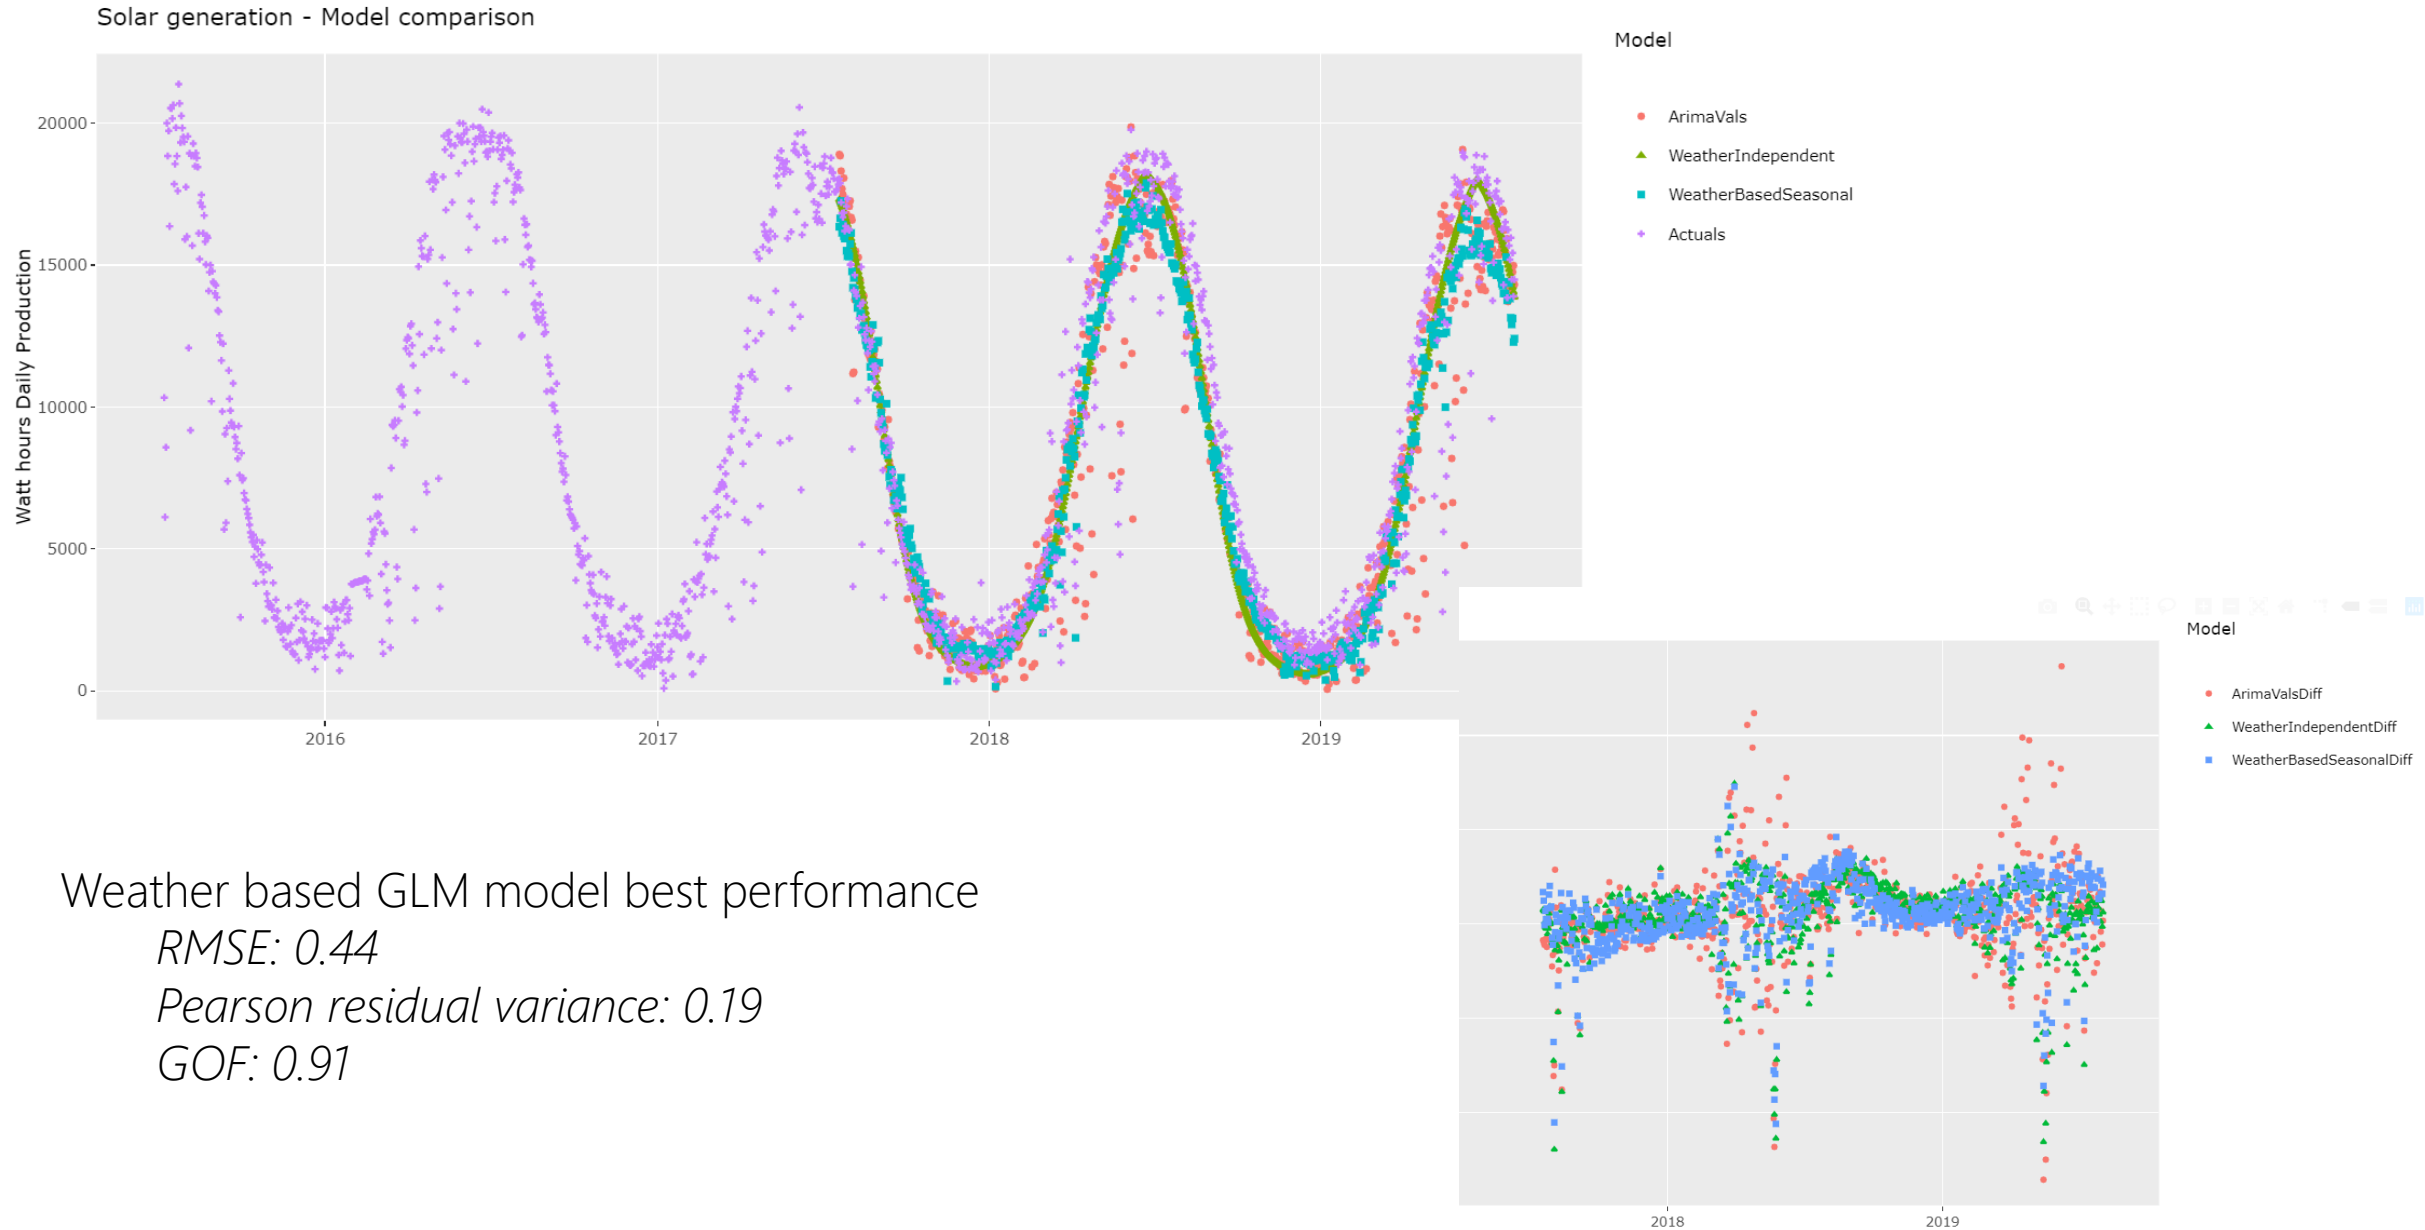 Solar generation - Model comparison
Model
ArimaVals
WeatherIndependent
WeatherBasedSeasonal
Actuals
Watt hours Daily Production
20000
15000
10000
5000
0
2016
2017
2018
2019
Model
ArimaValsDiff
WeatherIndependentDiff
WeatherBasedSeasonalDiff
2018
2019
Weather based GLM model best performance
RMSE: 0.44
Pearson residual variance: 0.19
GOF: 0.91